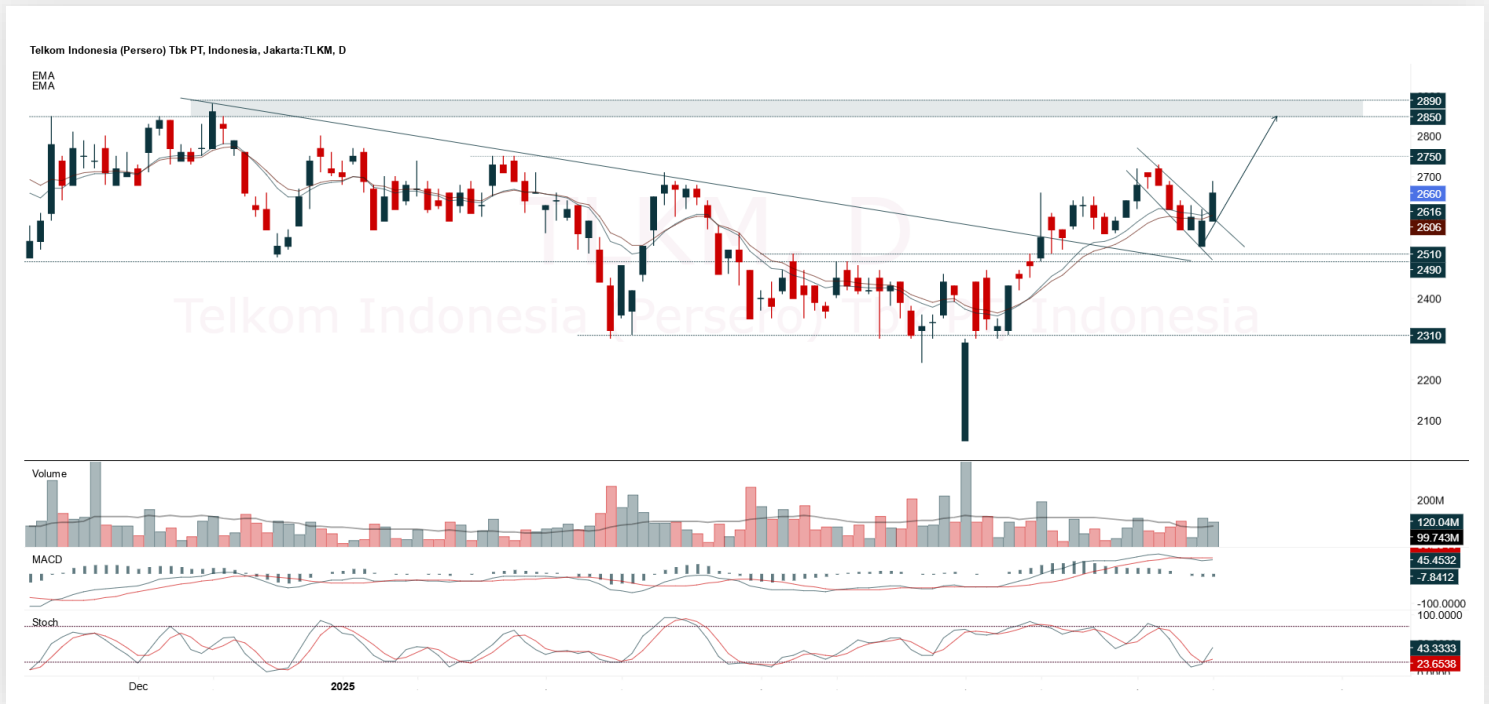 Telkom Indonesia (Persero) Tbk PT, Indonesia, Jakarta:TLKM, D
EMA
EMA
2890
2850
2800
2750
2700
2660
2616
2606
2510
2490
2400
2310
2200
2100
TLKM, D
Telkom Indonesia (Persero) Tbk PT, Indonesia
Volume
200M
120.04M
99.743M
MACD
45.4532
-7.8412
-100.0000
Stoch
100.0000
43.3333
23.6538
Dec
2025